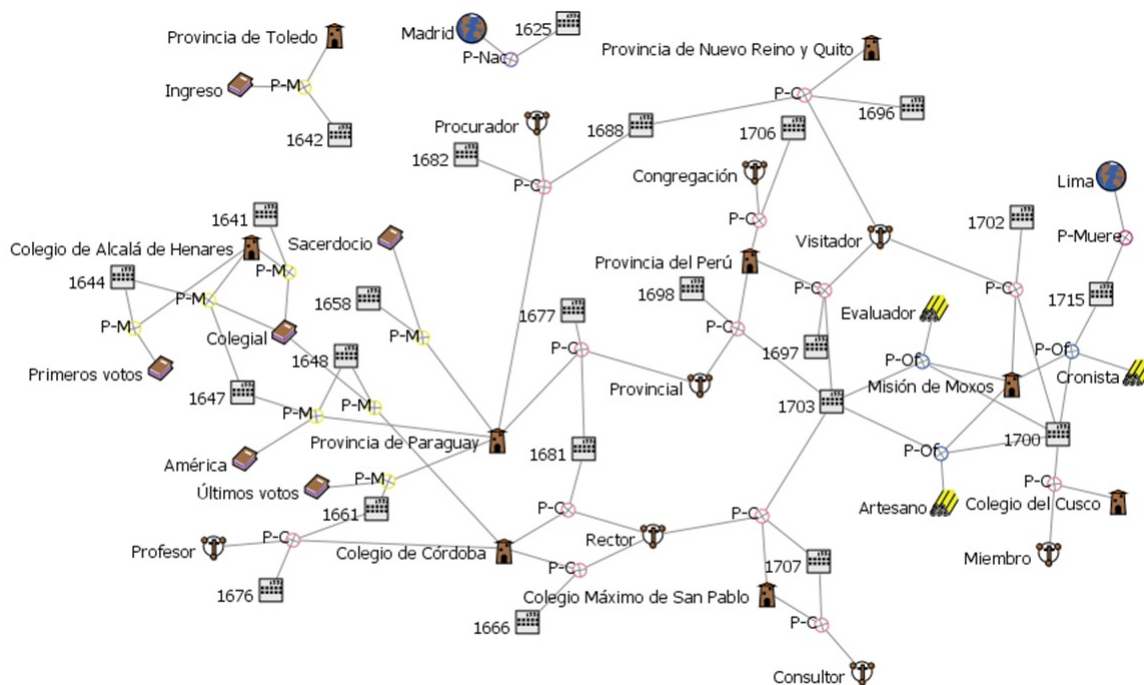 1625
Provincia de Toledo
Madrid
Provincia de Nuevo Reino y Quito
P-Nac
Ingreso
P-M
P-C
1642
Procurador
1688
1706
1696
1682
P-C
Congregación
Lima
1641
P-C
1702
Sacerdocio
Visitador
P-Muere
Colegio de Alcalá de Henares
Provincia del Perú
1644
P-M
1698
P-C
P-C
1715
P-M
1658
1677
Evaluador
P-M
P-M
P-C
Colegial
1648
P-C
1697
P-Of
P-Of
Primeros votos
Provincial
Misión de Moxos
Cronista
1647
P-M
P-M
1703
Provincia de Paraguay
1700
América
1681
P-Of
Últimos votos
P-M
P-C
1661
P-C
P-C
Artesano
Colegio del Cusco
Profesor
P-C
Colegio de Córdoba
Rector
Miembro
P-C
1707
1676
Colegio Máximo de San Pablo
1666
P-C
Consultor